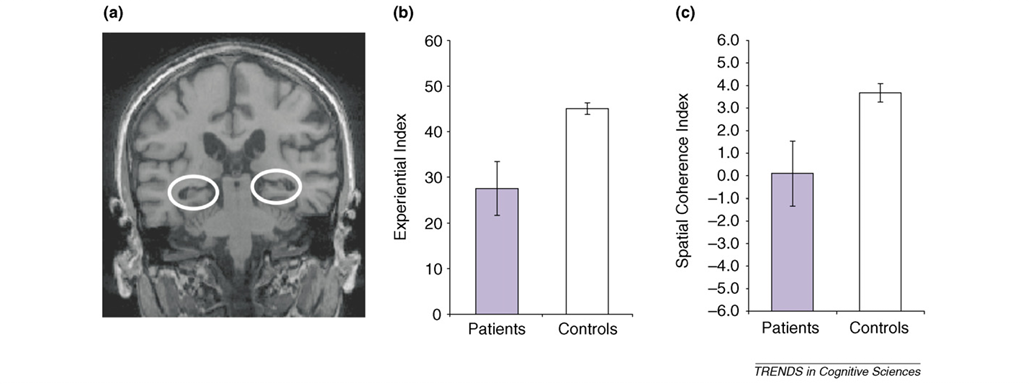 (a)
(b)
60
50
40
30
20
10
0
Experiential Index
Patients
Controls
(c)
6.0
5.0
6.0
4.0
3.0
2.0
1.0
0.0
–1.0
–2.0
–3.0
–4.0
–5.0
–6.0
Spatial Coherence Index
Patients
Controls
TRENDS in Cognitive Sciences